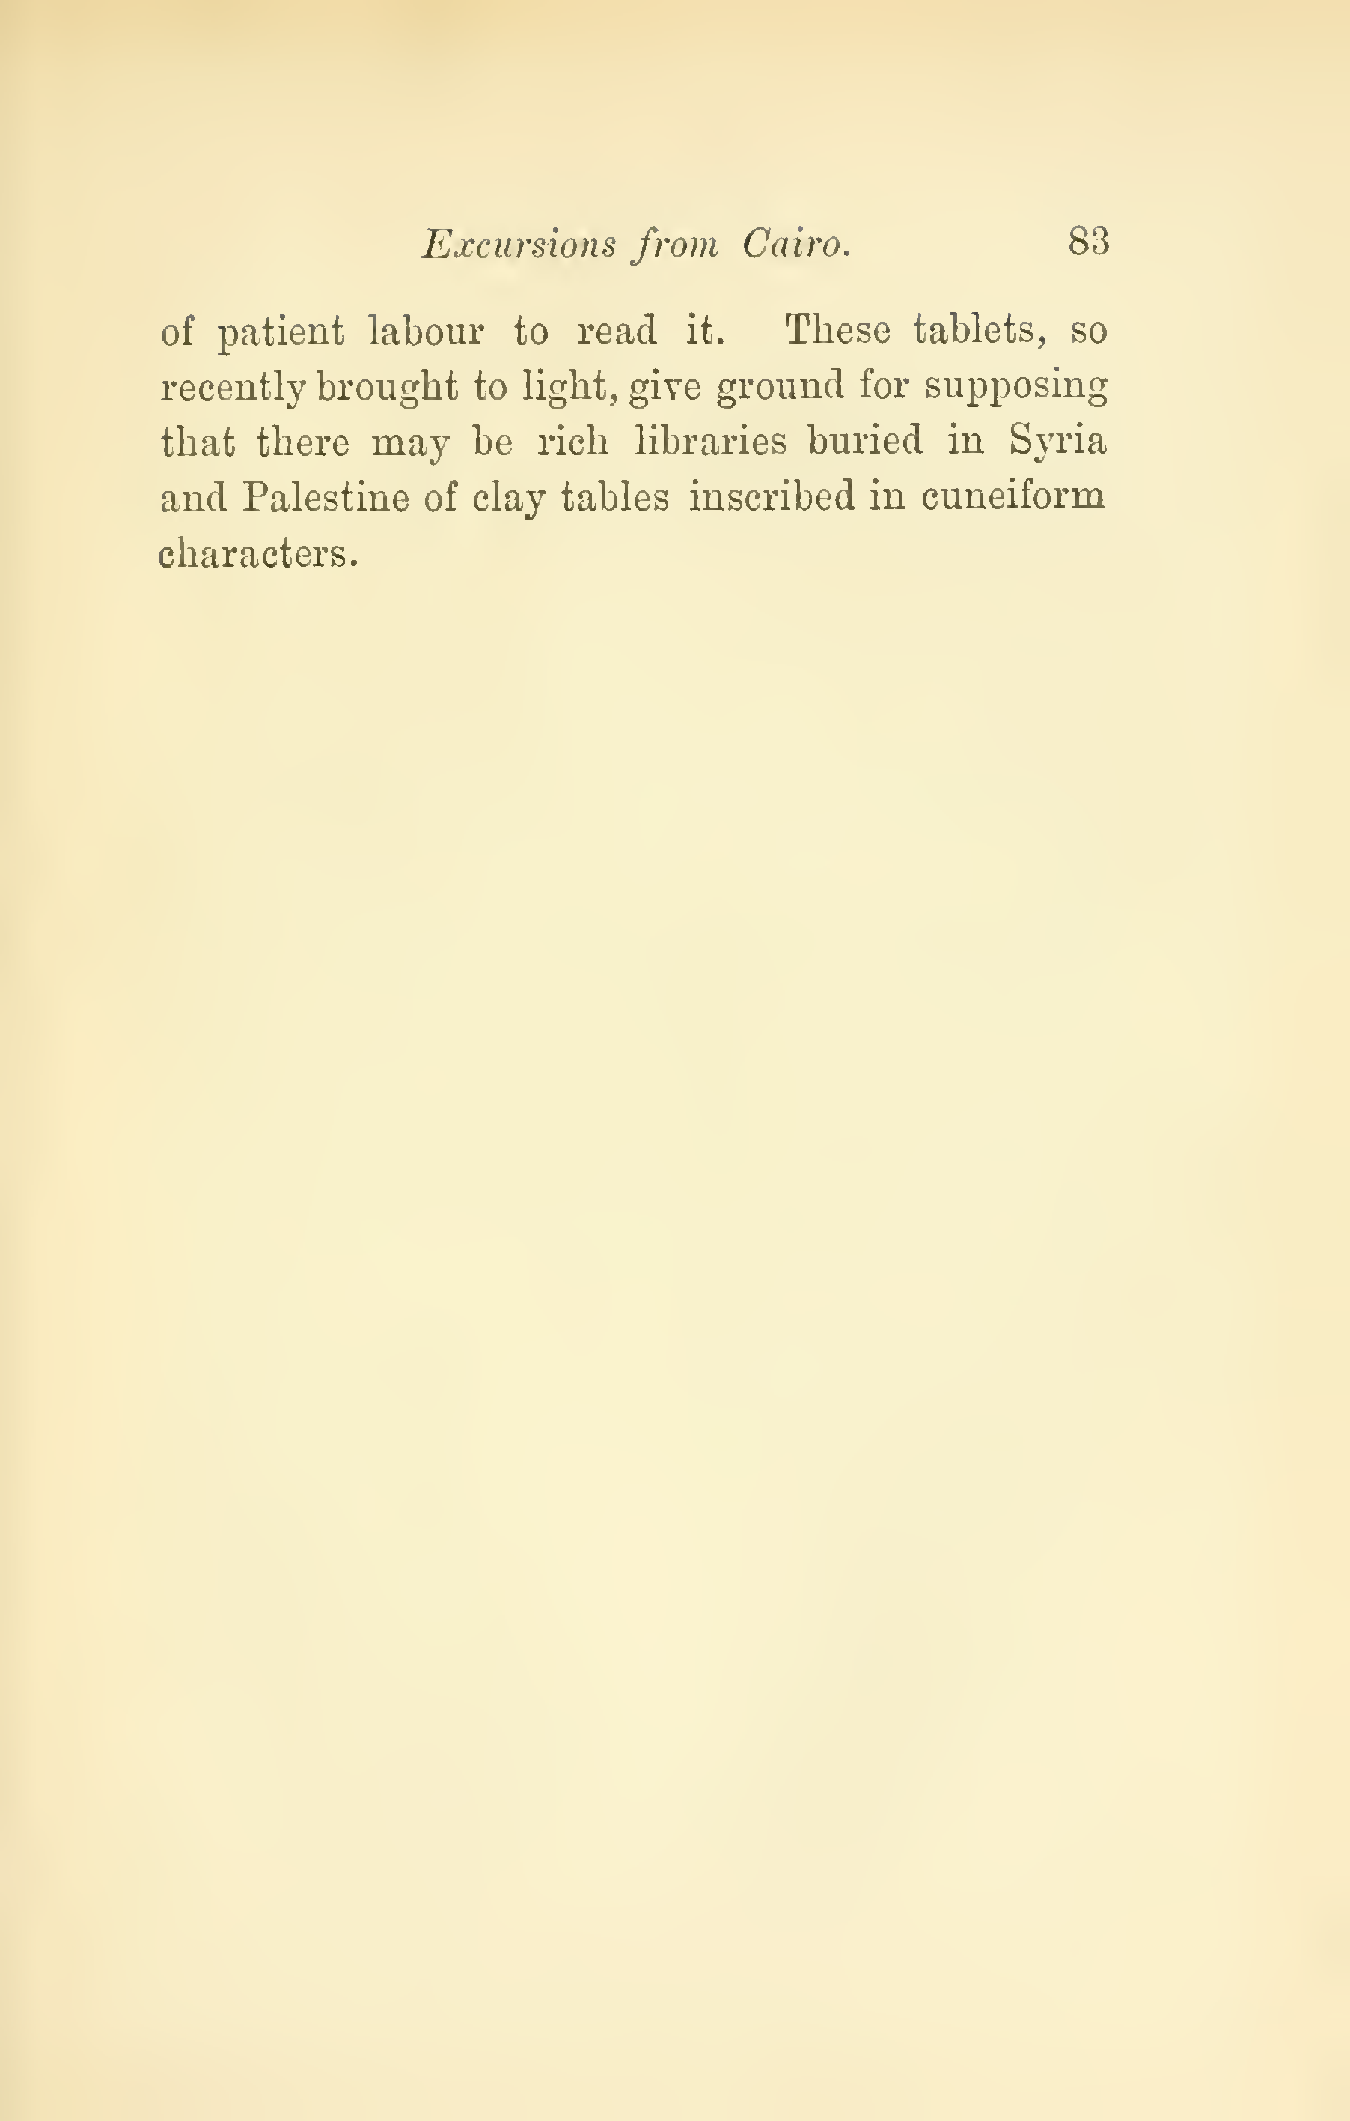 Excursions from Cairo. 83
of patient labour to read it. These tablets, so
recently brought to light, give ground for supposing
that there may be rich libraries buried in Syria
and Palestine of clay tables inscribed in cuneiform
characters.